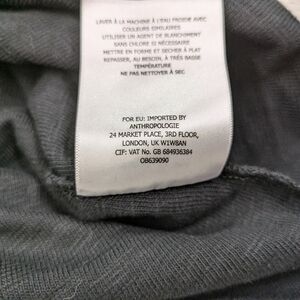 LAVER À LA MACHINE À L'EAU FROIDE AVEC
COULEURS SIMILAIRES
UTILISER UN AGENT DE BLANCHIMENT
SANS CHLORE SI NÉCESSAIRE
METTRE EN FORME ET SÉCHER À PLAT
REPASSER, AU BESOIN, À TRÈS BASSE
TEMPÉRATURE
NE PAS NETTOYER À SEC
FOR EU: IMPORTED BY
ANTHROPOLOGIE
24 MARKET PLACE, 3RD FLOOR,
LONDON, UK W1W8AN
CIF: VAT No. GB 684936384
OB639090